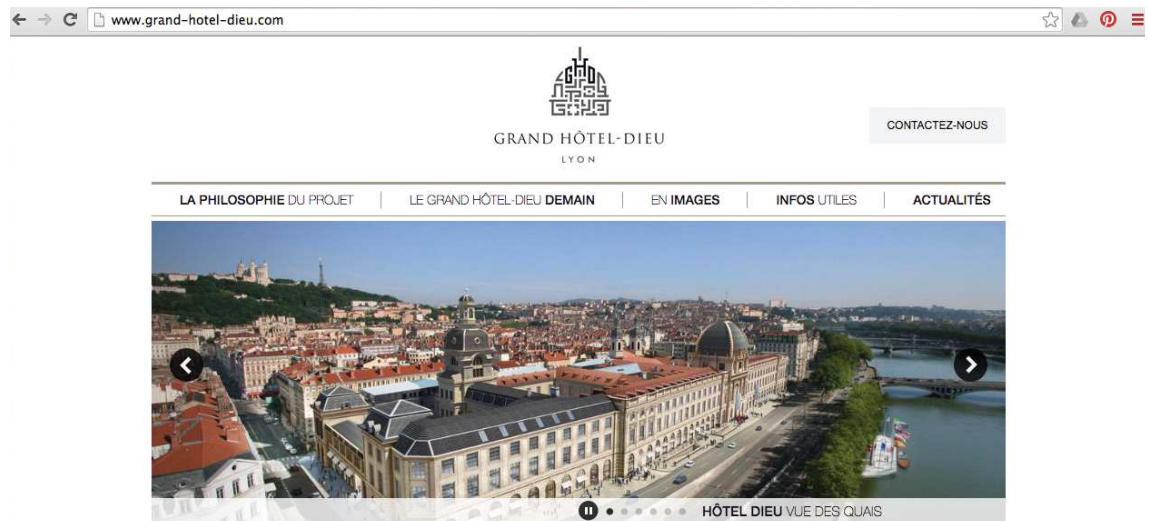 www.grand-hotel-dieu.com
GHD
GRAND HÔTEL-DIEU
LYON
CONTACTEZ-NOUS
LA PHILOSOPHIE DU PROJET | LE GRAND HÔTEL-DIEU DEMAIN | EN IMAGES | INFOS UTILES | ACTUALITÉS
HÔTEL DIEU VUE DES QUAIS